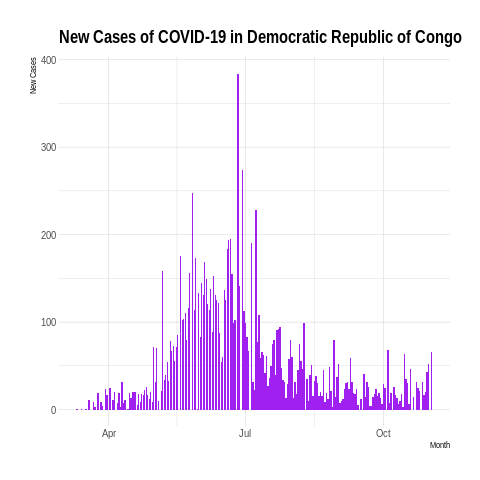 New Cases of COVID-19 in Democratic Republic of Congo
New Cases
400
300
200
100
0
Apr
Jul
Oct
Month